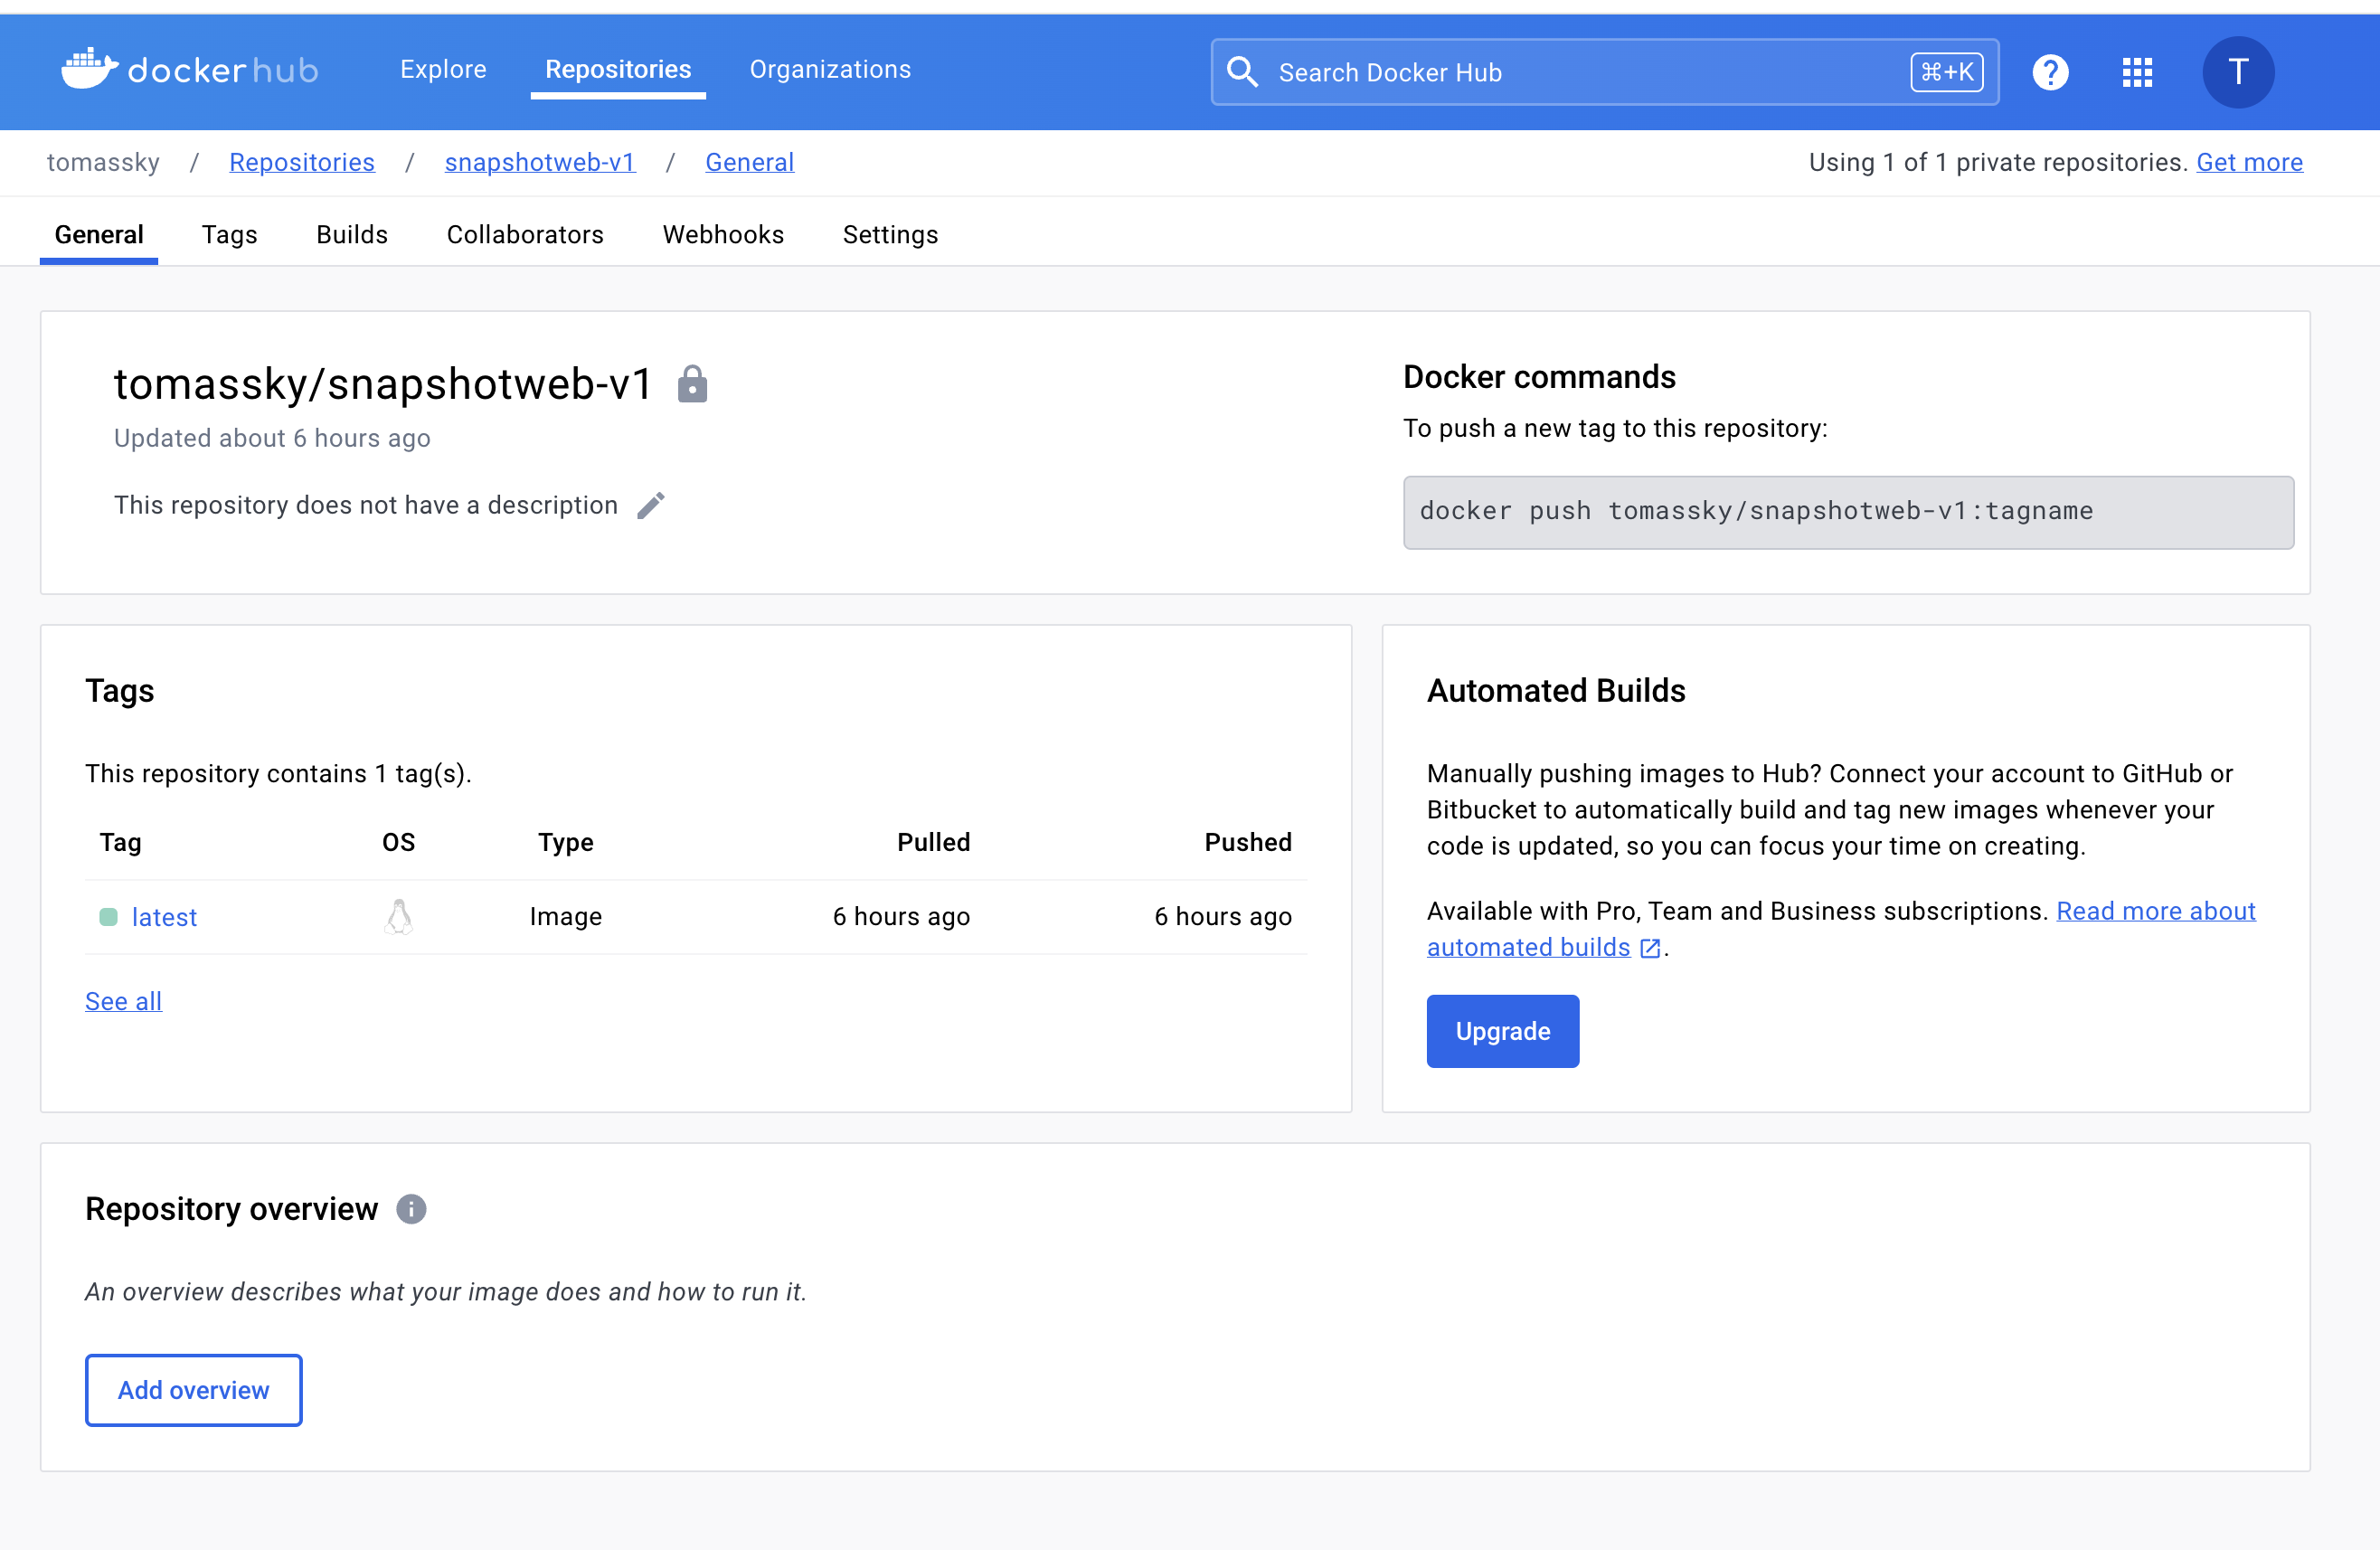 dockerhub
Explore
Repositories
Organizations
Search Docker Hub
⌘+K
?
T
tomassky / Repositories / snapshotweb-v1 / General
Using 1 of 1 private repositories. Get more
General
Tags
Builds
Collaborators
Webhooks
Settings
tomassky/snapshotweb-v1
Updated about 6 hours ago
This repository does not have a description
Docker commands
To push a new tag to this repository:
docker push tomassky/snapshotweb-v1:tagname
Tags
This repository contains 1 tag(s).
Tag OS Type Pulled Pushed
latest Image 6 hours ago 6 hours ago
See all
Automated Builds
Manually pushing images to Hub? Connect your account to GitHub or
Bitbucket to automatically build and tag new images whenever your
code is updated, so you can focus your time on creating.
Available with Pro, Team and Business subscriptions. Read more about
automated builds .
Upgrade
Repository overview
An overview describes what your image does and how to run it.
Add overview